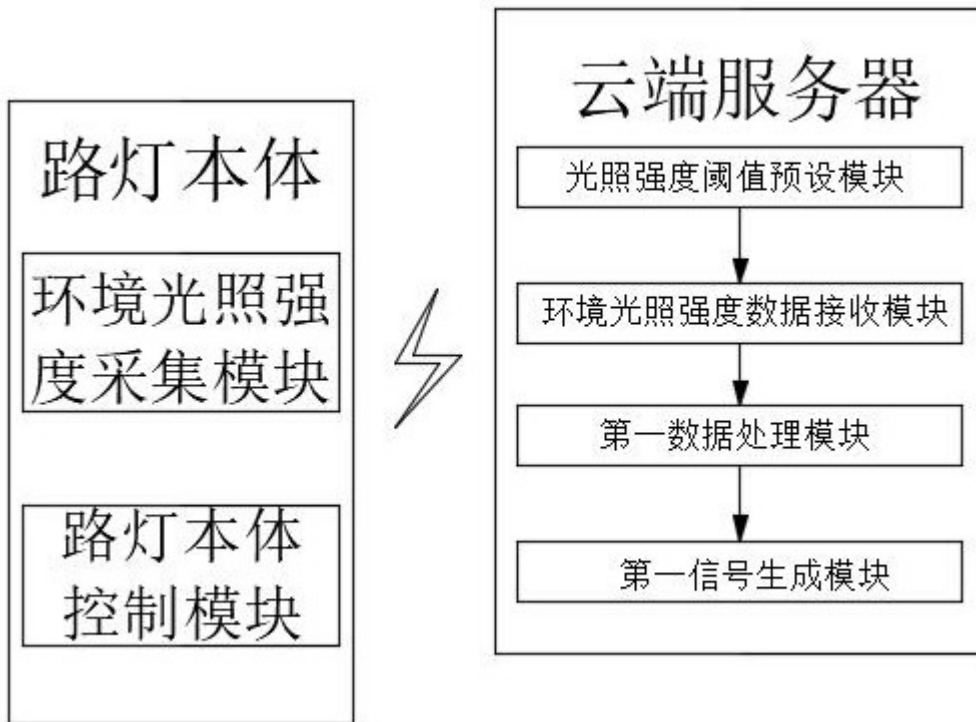 路灯本体
环境光照强
度采集模块
路灯本体
控制模块
云端服务器
光照强度阈值预设模块
环境光照强度数据接收模块
第一数据处理模块
第一信号生成模块